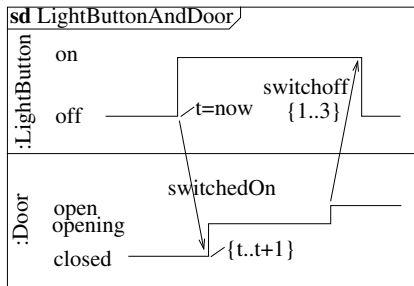 sd LightButtonAndDoor
:LightButton
on
off
t=now
switchoff
{1..3}
:Door
switchedOn
open
opening
closed
{t..t+1}